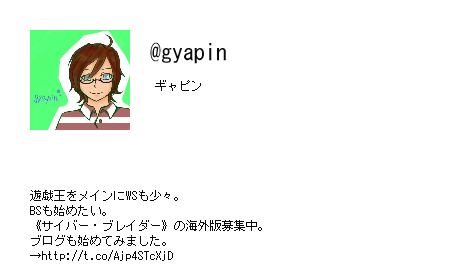 @gyapin
ギャピン
gyapin
遊戯王をメインにWSも少々。
BSも始めたい。
《サイバー・ブレイダー》の海外版募集中。
ブログも始めてみました。
→http://t.co/Ajp4STcXjD